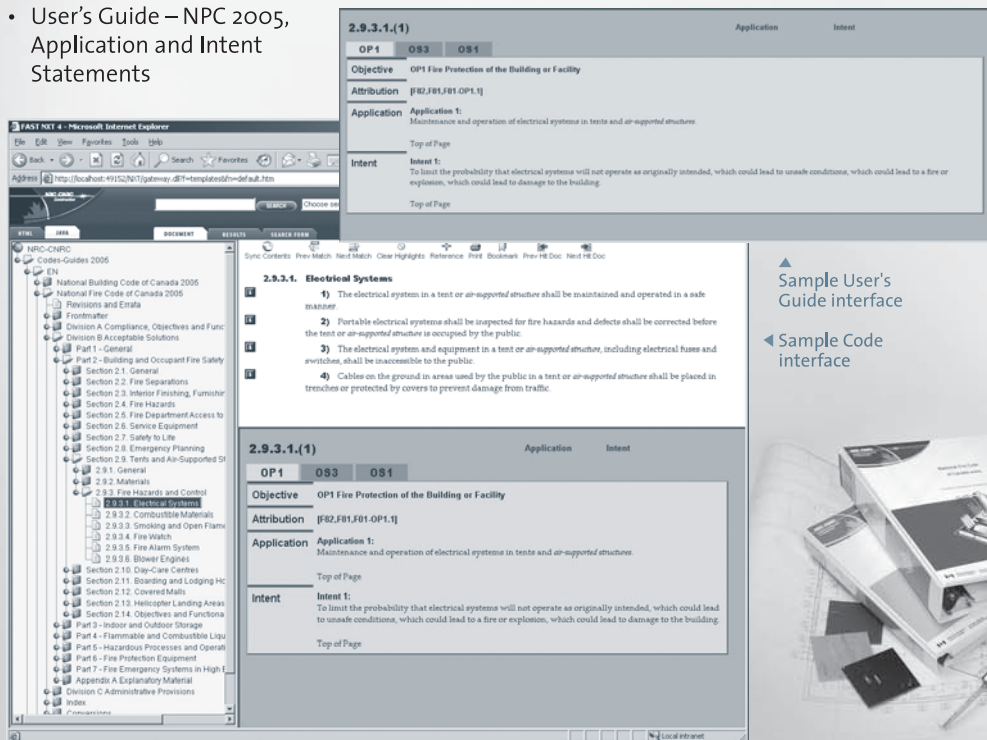 • User's Guide – NPC 2005,
Application and Intent
Statements
2.9.3.1.(1) Application Intent
OP1 OS3 OS1
Objective OP1 Fire Protection of the Building or Facility
Attribution [F82,F81,F01-OP1.1]
Application Application 1:
Maintenance and operation of electrical systems in tents and air-supported structures.
Top of Page
Intent Intent 1:
To limit the probability that electrical systems will not operate as originally intended, which could lead to unsafe conditions, which could lead to a fire or
explosion, which could lead to damage to the building.
Top of Page
Sample User's
Guide interface
Sample Code
interface
FAST NXT 4 - Microsoft Internet Explorer
File Edit View Favorites Tools Help
Back Search Favorites
Address http://localhost:49152/NXT/gateway.dll?f=templates&fn=default.htm
NRC-CNRC
Construction
SEARCH Choose se
HTML JAVA DOCUMENT RESULTS SEARCH FORM
NRC-CNRC
Codes-Guides 2005
EN
National Building Code of Canada 2005
National Fire Code of Canada 2005
Revisions and Errata
Frontmatter
Division A Compliance, Objectives and Func
Division B Acceptable Solutions
Part 1 - General
Part 2 - Building and Occupant Fire Safety
Section 2.1. General
Section 2.2. Fire Separations
Section 2.3. Interior Finishing, Furnishin
Section 2.4. Fire Hazards
Section 2.5. Fire Department Access to
Section 2.6. Service Equipment
Section 2.7. Safety to Life
Section 2.8. Emergency Planning
Section 2.9. Tents and Air-Supported St
2.9.1. General
2.9.2. Materials
2.9.3. Fire Hazards and Control
2.9.3.1. Electrical Systems
2.9.3.2. Combustible Materials
2.9.3.3. Smoking and Open Flame
2.9.3.4. Fire Watch
2.9.3.5. Fire Alarm System
2.9.3.6. Blower Engines
Section 2.10. Day-Care Centres
Section 2.11. Boarding and Lodging Ho
Section 2.12. Covered Malls
Section 2.13. Helicopter Landing Areas
Section 2.14. Objectives and Functiona
Part 3 - Indoor and Outdoor Storage
Part 4 - Flammable and Combustible Liqu
Part 5 - Hazardous Processes and Operati
Part 6 - Fire Protection Equipment
Part 7 - Fire Emergency Systems in High B
Appendix A Explanatory Material
Division C Administrative Provisions
Index
Conversions
Sync Contents Prev Match Next Match Clear Highlights Reference Print Bookmark Prev Hit Doc Next Hit Doc
2.9.3.1. Electrical Systems
1) The electrical system in a tent or air-supported structure shall be maintained and operated in a safe
manner.
2) Portable electrical systems shall be inspected for fire hazards and defects shall be corrected before
the tent or air-supported structure is occupied by the public.
3) The electrical system and equipment in a tent or air-supported structure, including electrical fuses and
switches, shall be inaccessible to the public.
4) Cables on the ground in areas used by the public in a tent or air-supported structure shall be placed in
trenches or protected by covers to prevent damage from traffic.
2.9.3.1.(1) Application Intent
OP1 OS3 OS1
Objective OP1 Fire Protection of the Building or Facility
Attribution [F82,F81,F01-OP1.1]
Application Application 1:
Maintenance and operation of electrical systems in tents and air-supported structures.
Top of Page
Intent Intent 1:
To limit the probability that electrical systems will not operate as originally intended, which could lead
to unsafe conditions, which could lead to a fire or explosion, which could lead to damage to the building.
Top of Page
Local intranet